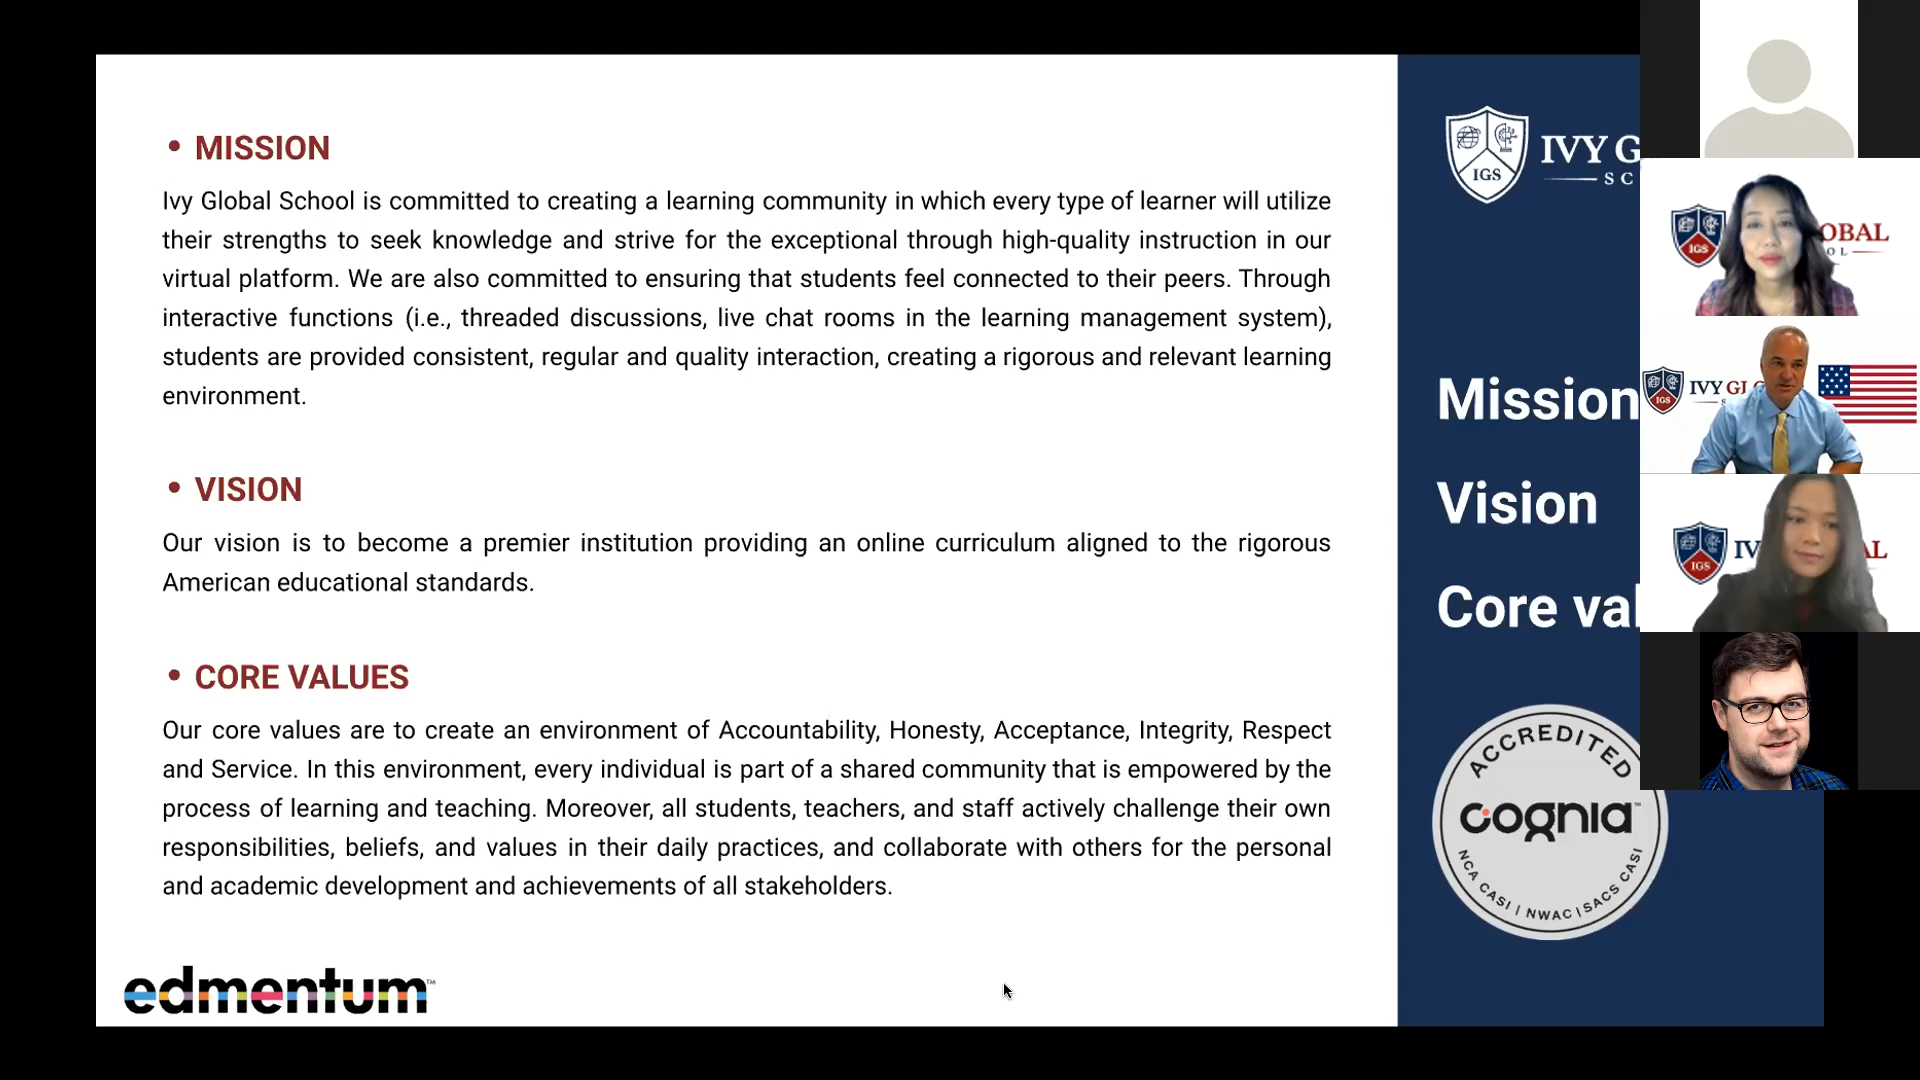 • MISSION
Ivy Global School is committed to creating a learning community in which every type of learner will utilize
their strengths to seek knowledge and strive for the exceptional through high-quality instruction in our
virtual platform. We are also committed to ensuring that students feel connected to their peers. Through
interactive functions (i.e., threaded discussions, live chat rooms in the learning management system),
students are provided consistent, regular and quality interaction, creating a rigorous and relevant learning
environment.
• VISION
Our vision is to become a premier institution providing an online curriculum aligned to the rigorous
American educational standards.
• CORE VALUES
Our core values are to create an environment of Accountability, Honesty, Acceptance, Integrity, Respect
and Service. In this environment, every individual is part of a shared community that is empowered by the
process of learning and teaching. Moreover, all students, teachers, and staff actively challenge their own
responsibilities, beliefs, and values in their daily practices, and collaborate with others for the personal
and academic development and achievements of all stakeholders.
edmentum™
IGS
IVY G
SC
Mission
Vision
Core val
ACCREDITED
cognia™
NCA CASI | NWAC | SACS CASI
IGS
OBAL
OL
IGS
IVY GL
S
IGS
IV
AL